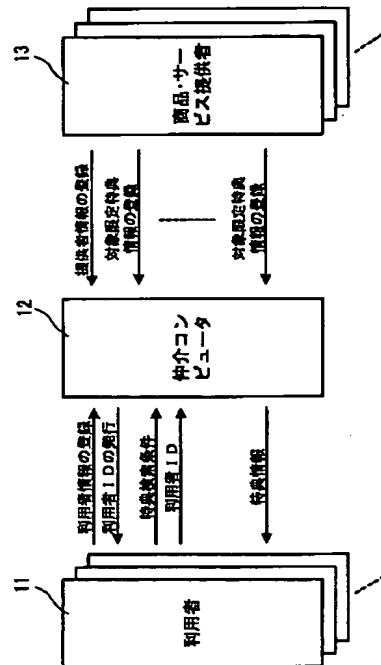 11
利用者
利用者情報の登録
利用者IDの発行
特典検索条件
利用者ID
特典情報
12
仲介コン
ピュータ
提供者情報の登録
対象限定特典
情報の登録
対象限定特典
情報の登録
13
商品・サー
ビス提供者